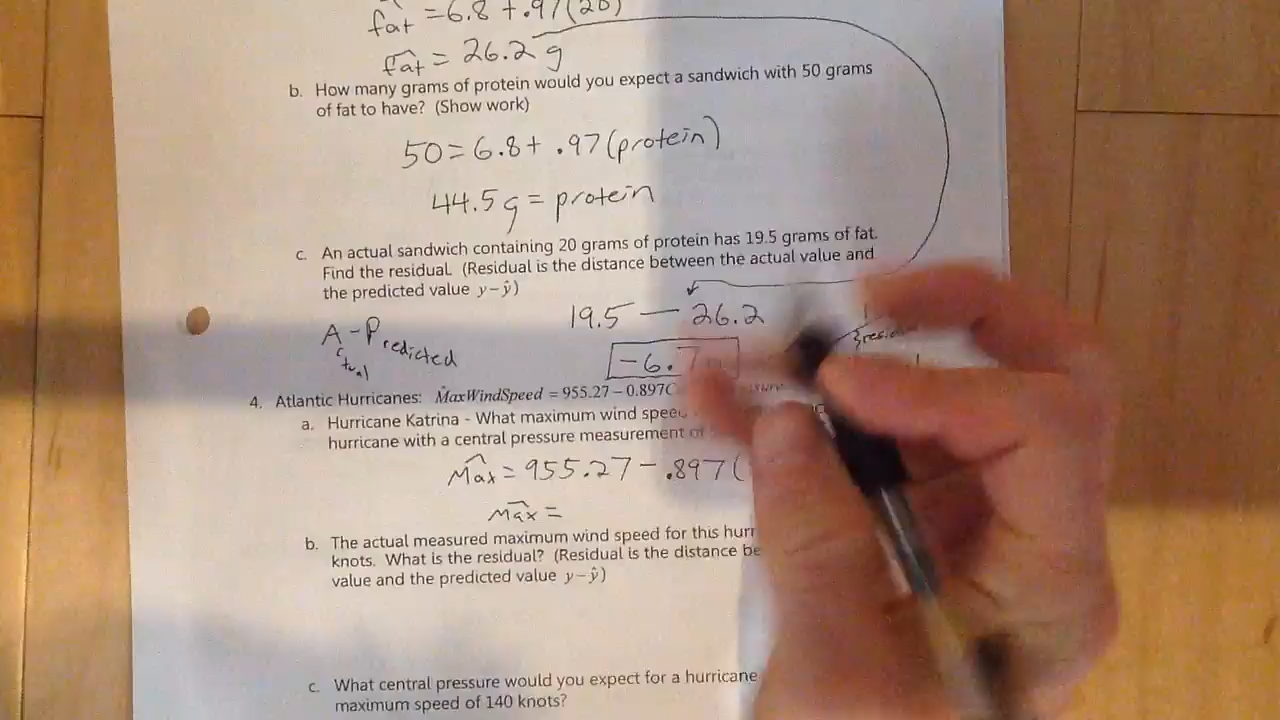 fat = 6.8 + .97(20)
fat = 26.2 g
b. How many grams of protein would you expect a sandwich with 50 grams
of fat to have? (Show work)
50 = 6.8 + .97(protein)
44.5 g = protein
c. An actual sandwich containing 20 grams of protein has 19.5 grams of fat.
Find the residual. (Residual is the distance between the actual value and
the predicted value y – ŷ)
19.5 — 26.2
A - Predicted
ctual
-6.7
4. Atlantic Hurricanes: MaxWindSpeed = 955.27 – 0.897C
a. Hurricane Katrina - What maximum wind
hurricane with a central pressure measurement
Max = 955.27 - .897(
Max =
b. The actual measured maximum wind speed for this
knots. What is the residual? (Residual is the distance
value and the predicted value y – ŷ)
c. What central pressure would you expect for a hurricane
maximum speed of 140 knots?